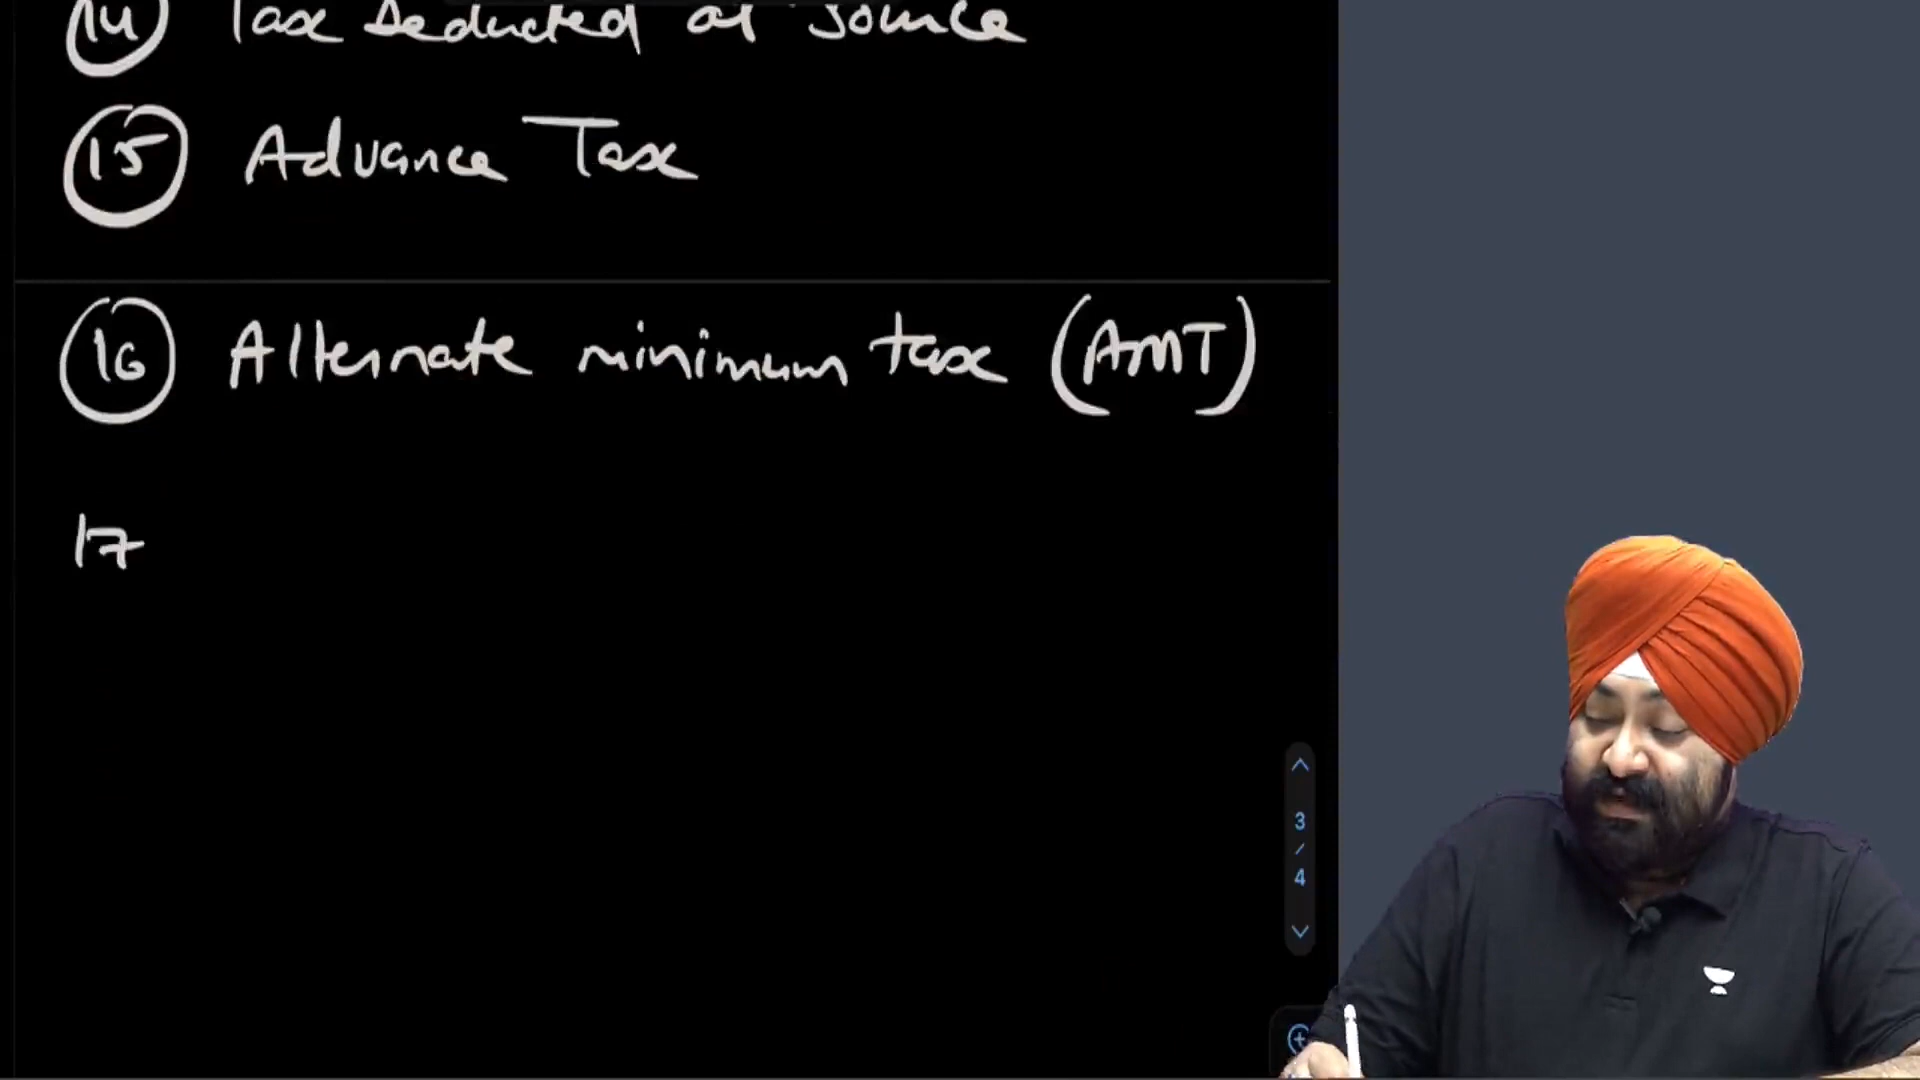 14 Tax Deducted at Source
15 Advance Tax
16 Alternate minimum tax (AMT)
17
3
/
4